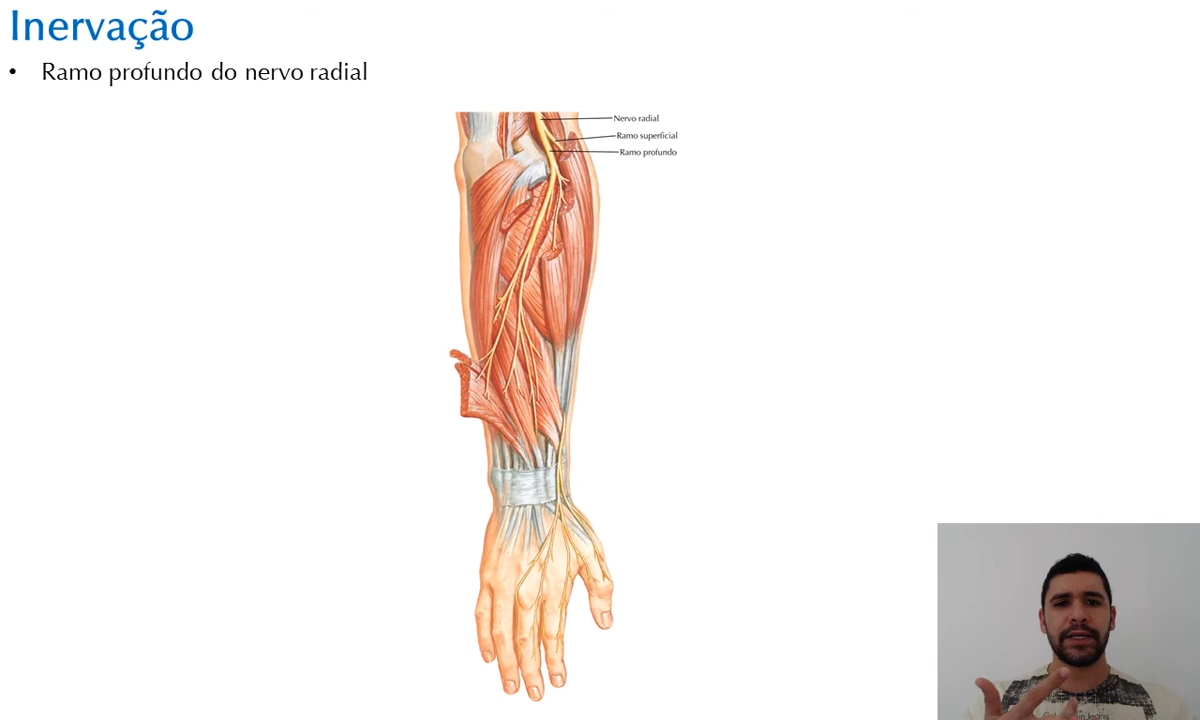 Inervação
• Ramo profundo do nervo radial
Nervo radial
Ramo superficial
Ramo profundo